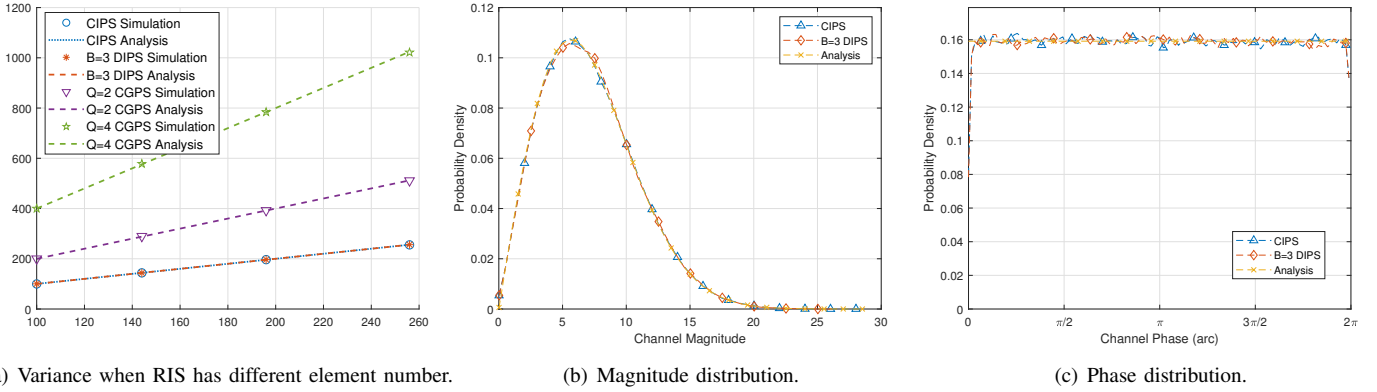 1200
1000
800
600
400
200
0
CIPS Simulation
CIPS Analysis
B=3 DIPS Simulation
B=3 DIPS Analysis
Q=2 CGPS Simulation
Q=2 CGPS Analysis
Q=4 CGPS Simulation
Q=4 CGPS Analysis
100 120 140 160 180 200 220 240 260
) Variance when RIS has different element number.
0.12
0.1
0.08
0.06
0.04
0.02
0
Probability Density
CIPS
B=3 DIPS
Analysis
0 5 10 15 20 25 30
Channel Magnitude
(b) Magnitude distribution.
0.16
0.14
0.12
0.1
0.08
0.06
0.04
0.02
0
Probability Density
CIPS
B=3 DIPS
Analysis
0 π/2 π 3π/2 2π
Channel Phase (arc)
(c) Phase distribution.